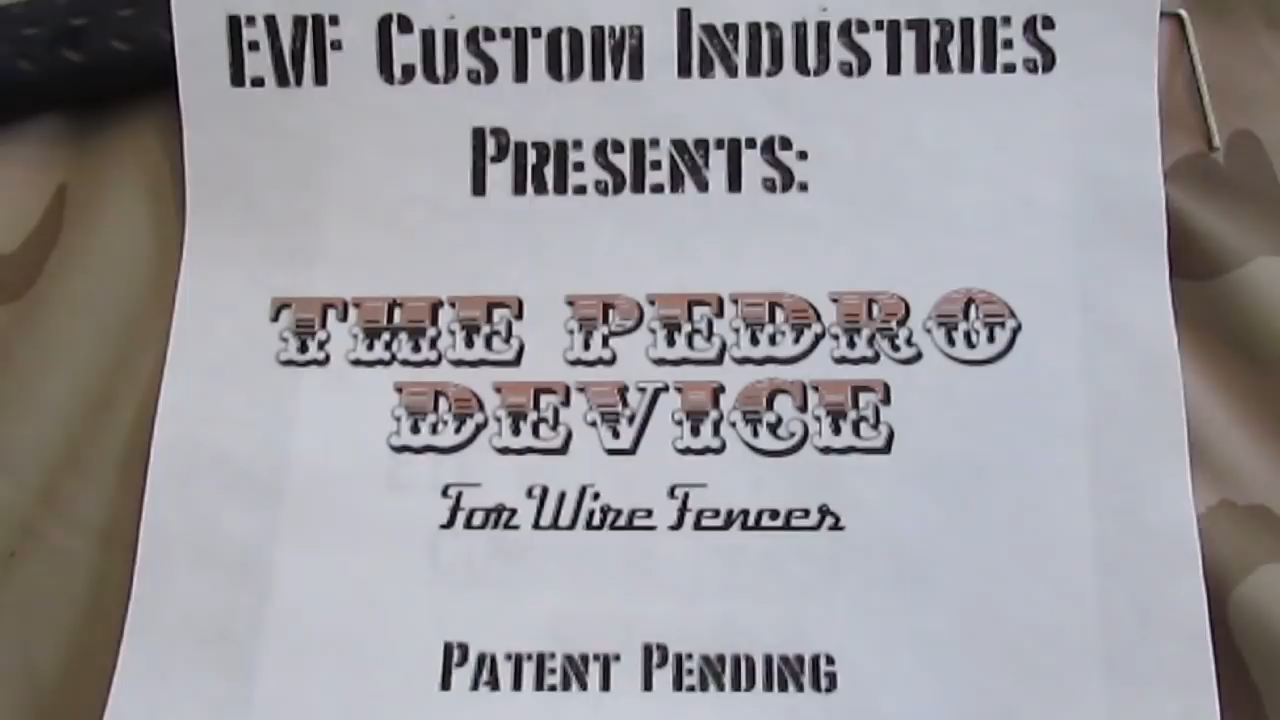 EVF CUSTOM INDUSTRIES
PRESENTS:
THE PEDRO
DEVICE
For Wire Fences
PATENT PENDING